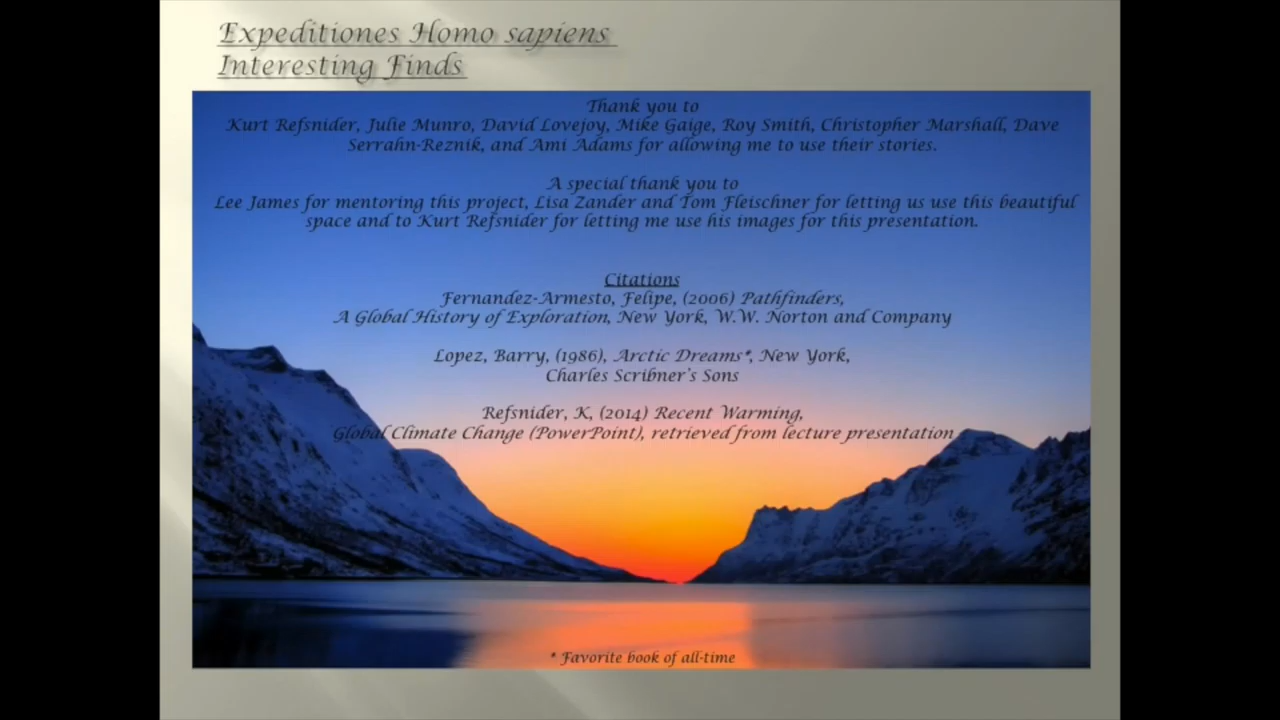 Expeditiones Homo sapiens
Interesting Finds
Thank you to
Kurt Refsnider, Julie Munro, David Lovejoy, Mike Gaige, Roy Smith, Christopher Marshall, Dave
Serrahn-Reznik, and Ami Adams for allowing me to use their stories.
A special thank you to
Lee James for mentoring this project, Lisa Zander and Tom Fleischner for letting us use this beautiful
space and to Kurt Refsnider for letting me use his images for this presentation.
Citations
Fernandez-Armesto, Felipe, (2006) Pathfinders,
A Global History of Exploration, New York, W.W. Norton and Company
Lopez, Barry, (1986), Arctic Dreams*, New York,
Charles Scribner's Sons
Refsnider, K, (2014) Recent Warming,
Global Climate Change (PowerPoint), retrieved from lecture presentation
* Favorite book of all-time